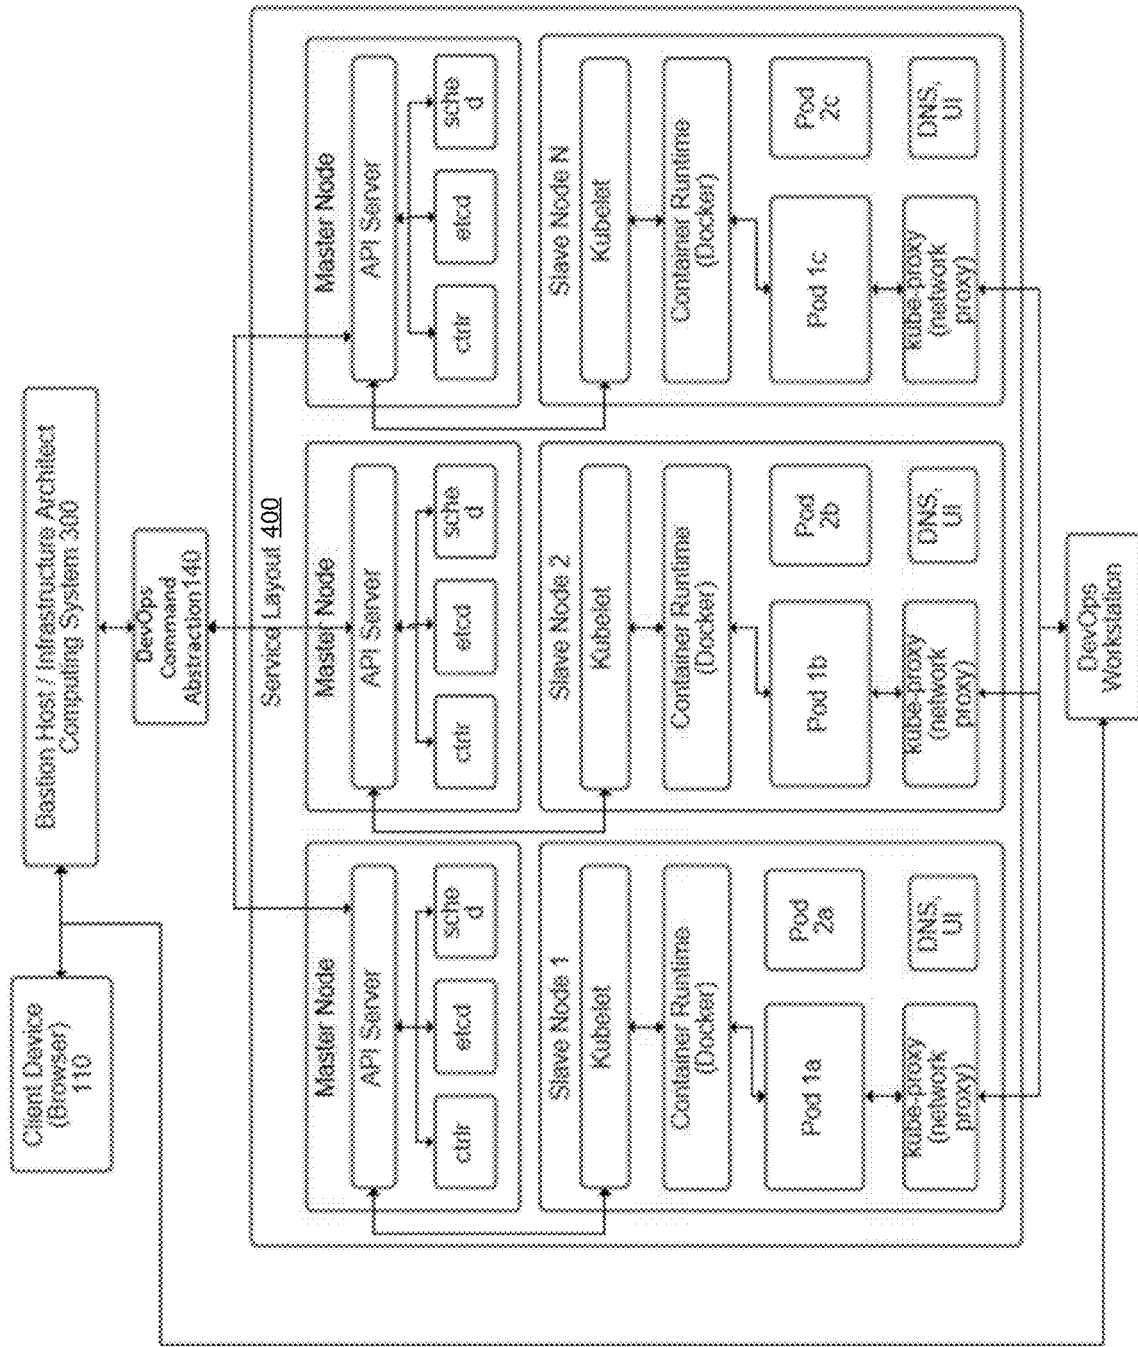 Client Device
(Browser)
110
Bastion Host / Infrastructure Architect
Computing System 300
DevOps
Command
Abstraction140
Service Layout 400
Master Node
API Server
ctrlr
etcd
sche
d
Slave Node 1
Kubelet
Container Runtime
(Docker)
Pod 1a
Pod
2a
kube-proxy
(network
proxy)
DNS,
UI
Master Node
API Server
ctrlr
etcd
sche
d
Slave Node 2
Kubelet
Container Runtime
(Docker)
Pod 1b
Pod
2b
kube-proxy
(network
proxy)
DNS,
UI
Master Node
API Server
ctrlr
etcd
sche
d
Slave Node N
Kubelet
Container Runtime
(Docker)
Pod 1c
Pod
2c
kube-proxy
(network
proxy)
DNS,
UI
DevOps
Workstation